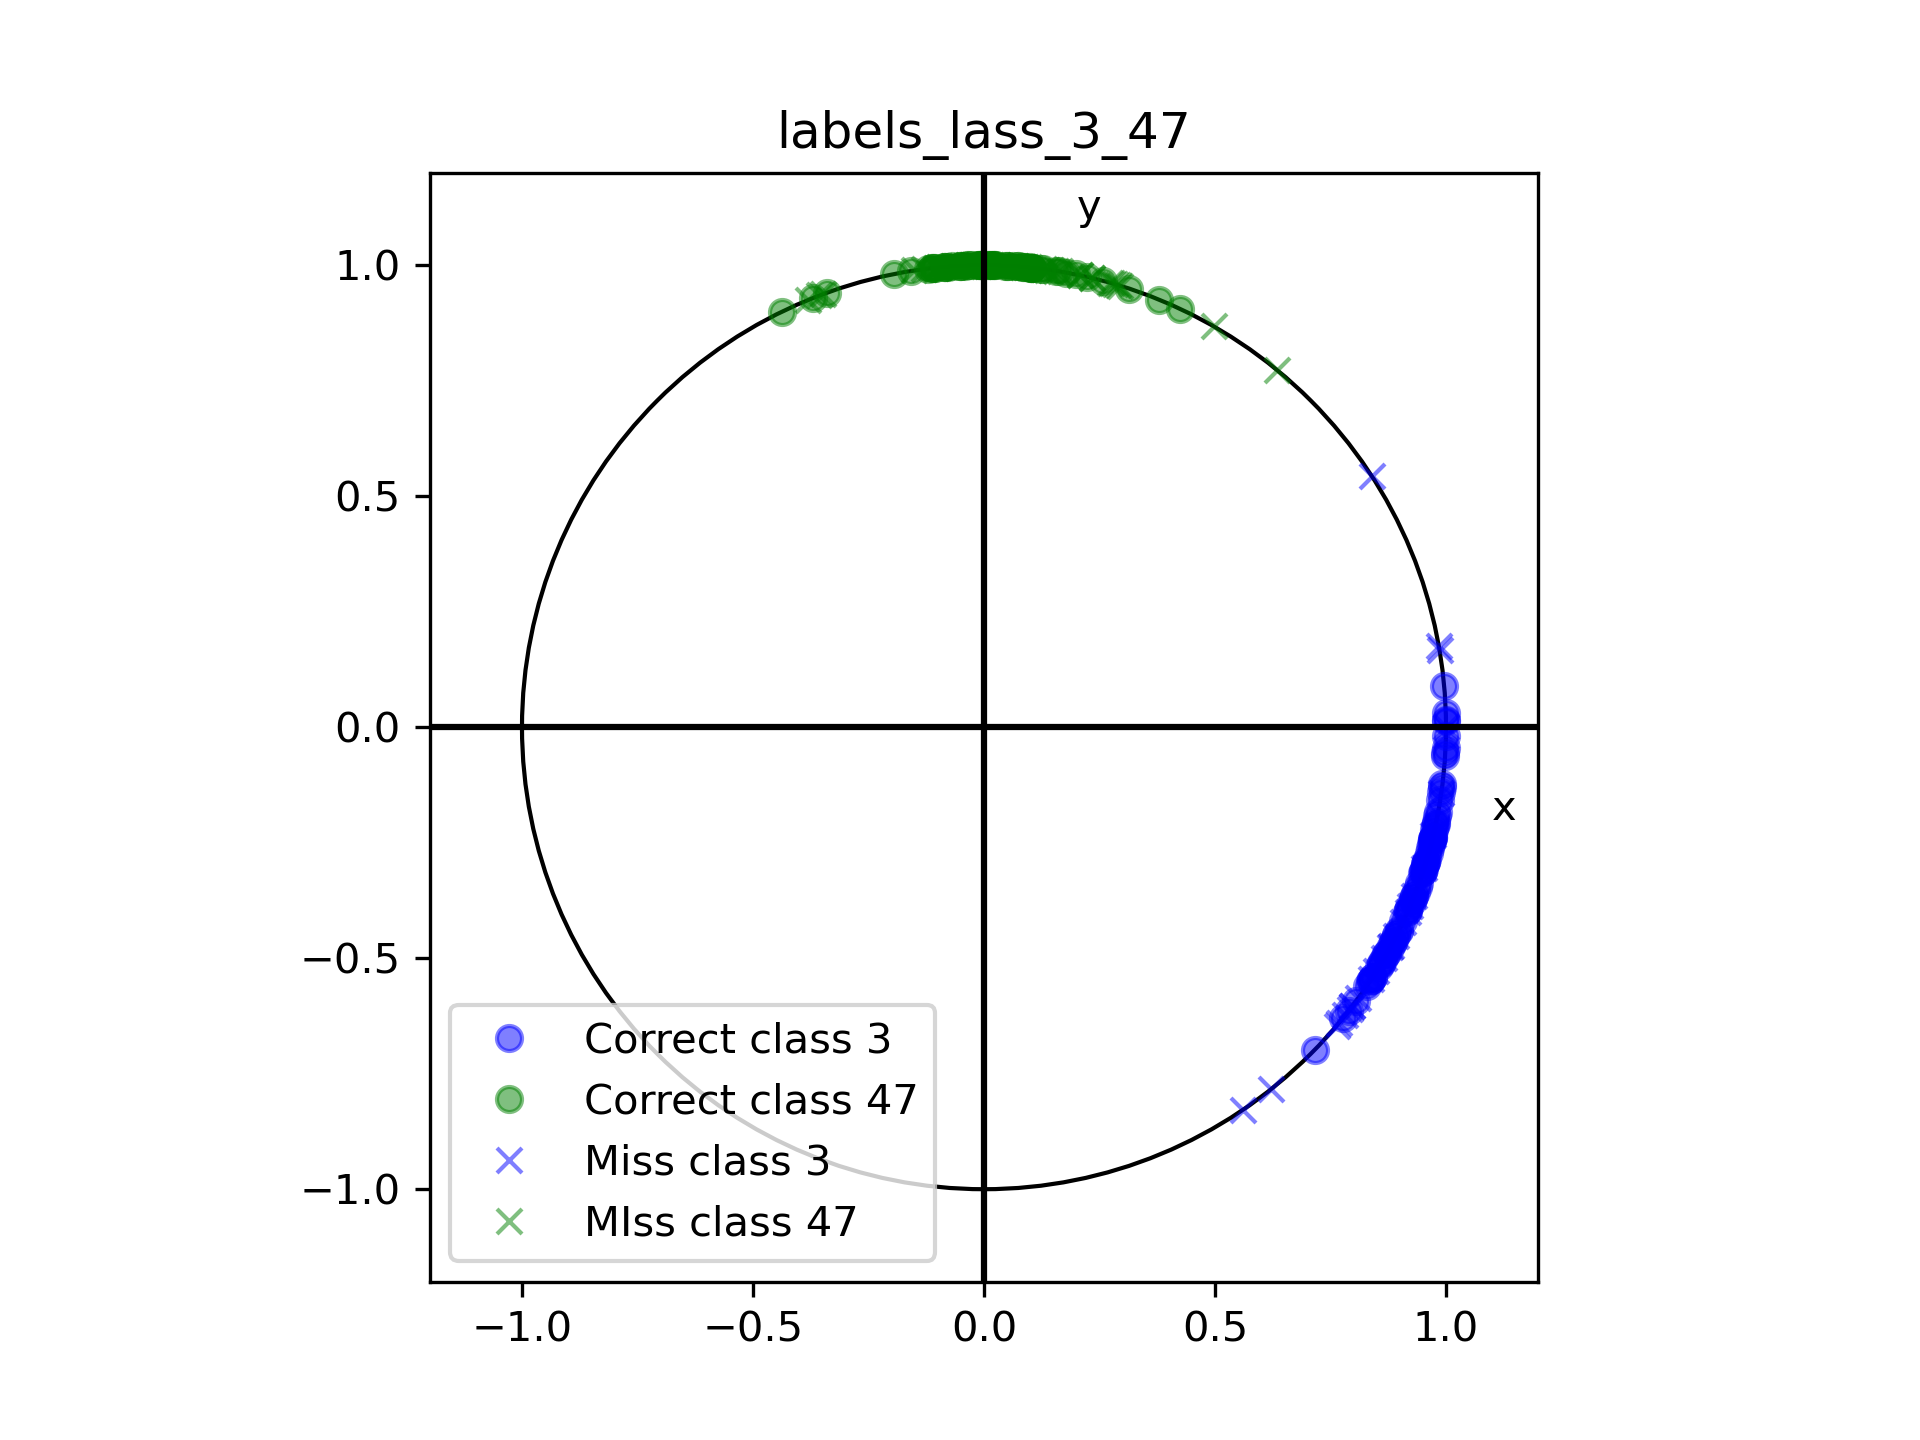 labels_lass_3_47
y
1.0
0.5
0.0
x
−0.5
−1.0
Correct class 3
Correct class 47
Miss class 3
MIss class 47
−1.0 −0.5 0.0 0.5 1.0